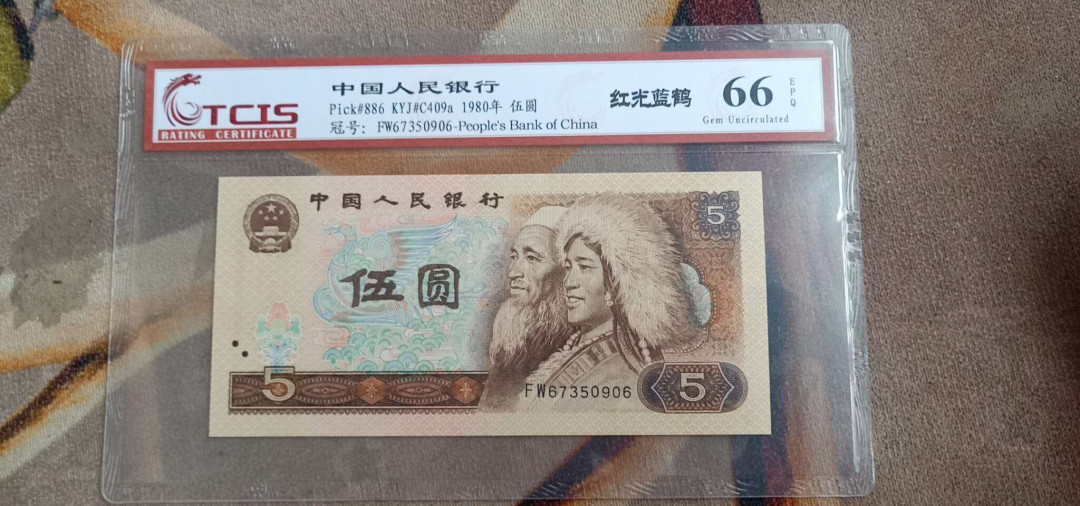 TCIS
RATING CERTIFICATE
中国人民银行
Pick#886 KYJ#C409a 1980年 伍圆
冠号: FW67350906-People's Bank of China
红光蓝鹤
66
EPQ
Gem Uncirculated
中国人民银行
5
伍圆
5
FW67350906
5